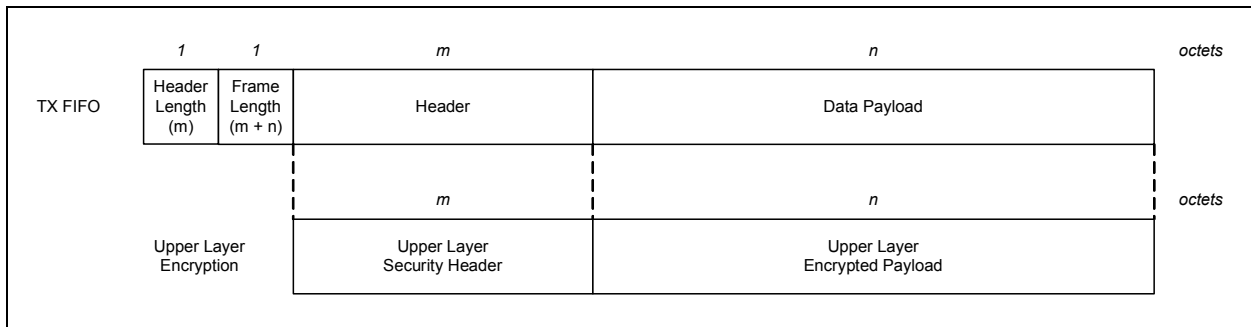 1 1 m n octets
TX FIFO
Header
Length
(m)
Frame
Length
(m + n)
Header
Data Payload
m n octets
Upper Layer
Encryption
Upper Layer
Security Header
Upper Layer
Encrypted Payload